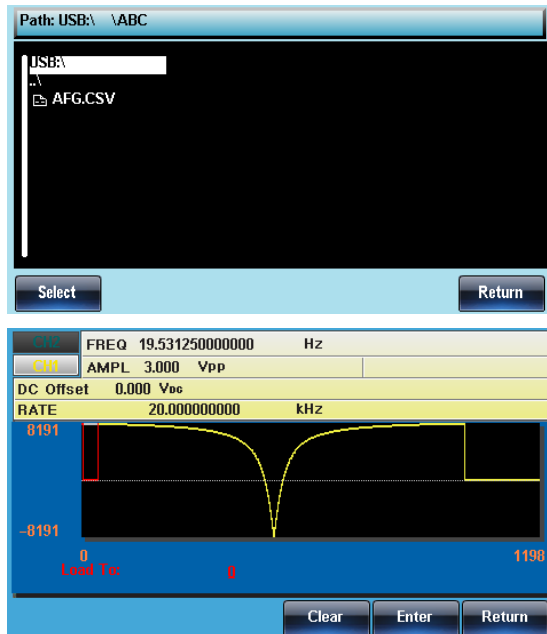 Path: USB:\ \ABC
USB:\
..\
AFG.CSV
Select Return
CH2 FREQ 19.531250000000 Hz
CH1 AMPL 3.000 VPP
DC Offset 0.000 VDC
RATE 20.000000000 kHz
8191
-8191
0 1198
Load To: 0
Clear Enter Return